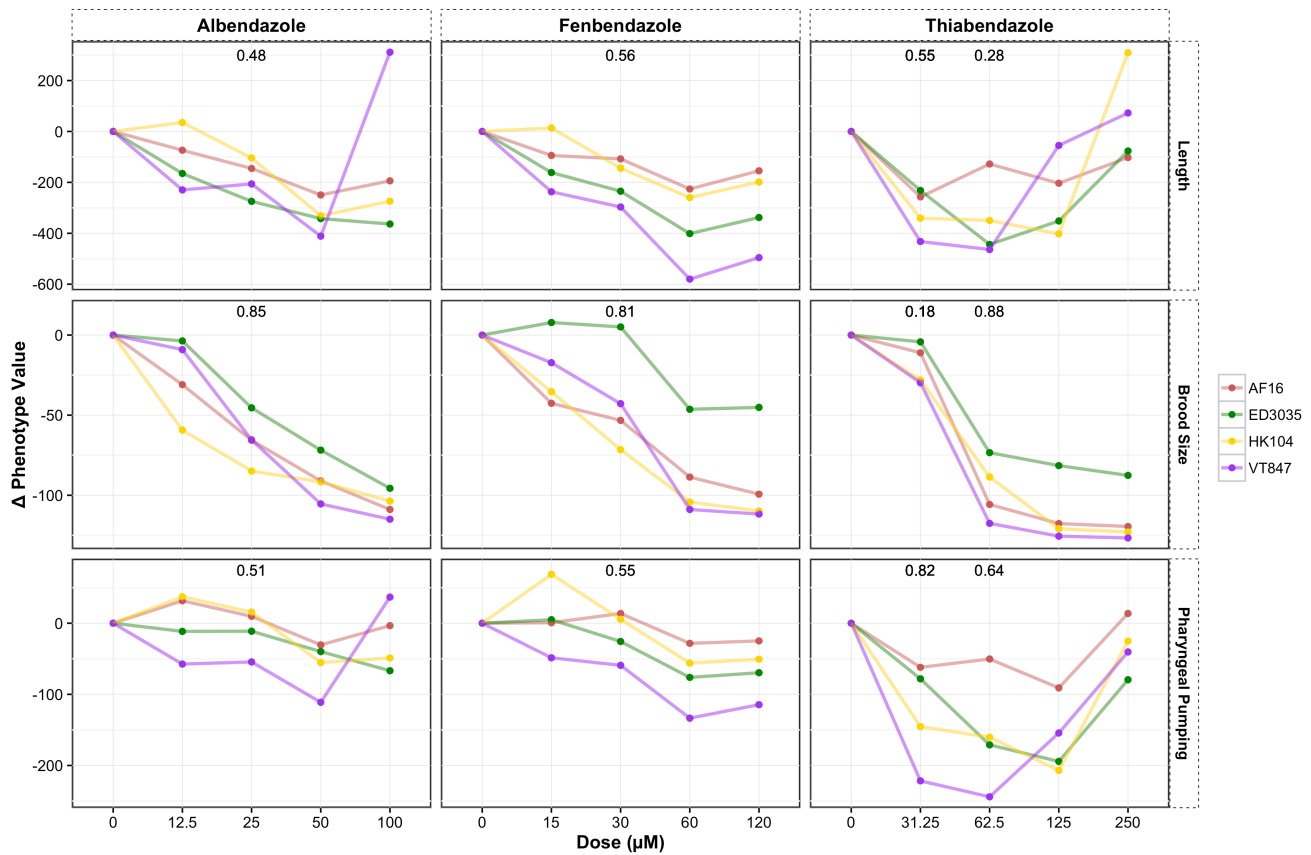 Albendazole Fenbendazole Thiabendazole
0.48 0.56 0.55 0.28
200
0
-200
-400
-600
Length
0.85 0.81 0.18 0.88
0
-50
-100
Brood Size
0.51 0.55 0.82 0.64
0
-100
-200
Pharyngeal Pumping
Δ Phenotype Value
0 12.5 25 50 100 0 15 30 60 120 0 31.25 62.5 125 250
Dose (µM)
AF16
ED3035
HK104
VT847